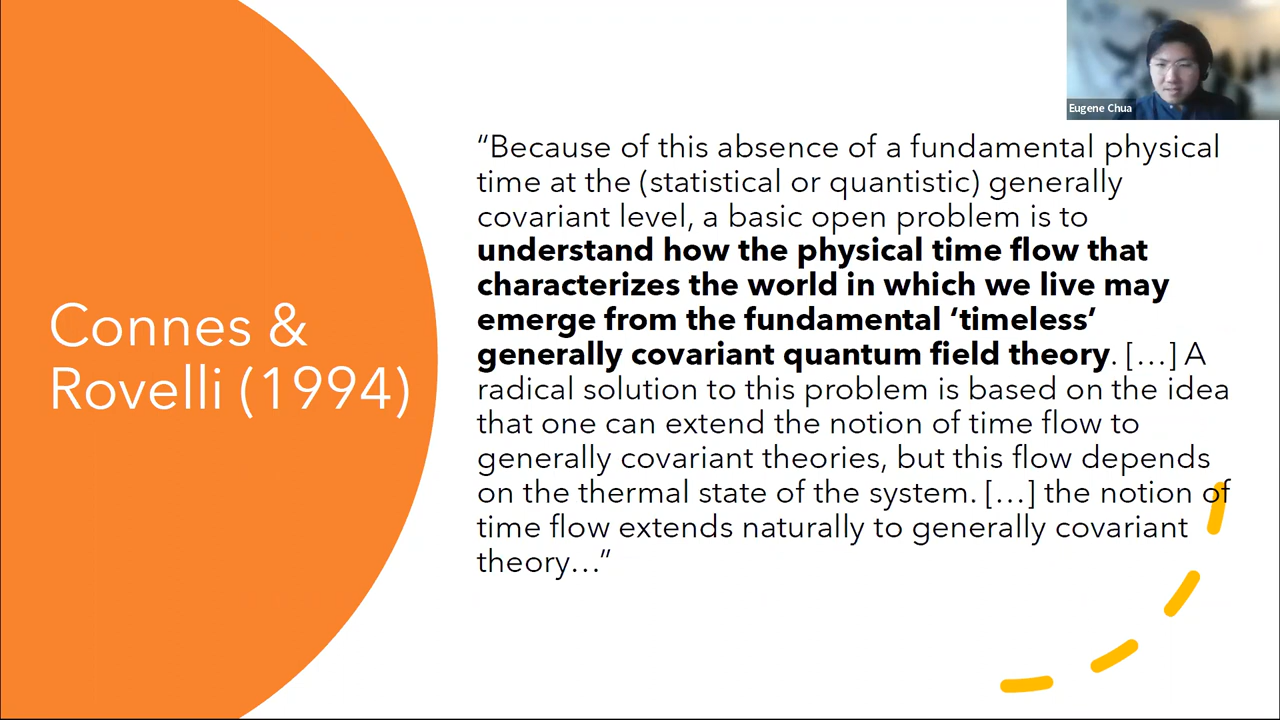 Eugene Chua
“Because of this absence of a fundamental physical
time at the (statistical or quantistic) generally
covariant level, a basic open problem is to
understand how the physical time flow that
characterizes the world in which we live may
emerge from the fundamental ‘timeless’
generally covariant quantum field theory. […] A
radical solution to this problem is based on the idea
that one can extend the notion of time flow to
generally covariant theories, but this flow depends
on the thermal state of the system. […] the notion of
time flow extends naturally to generally covariant
theory…”
Connes &
Rovelli (1994)